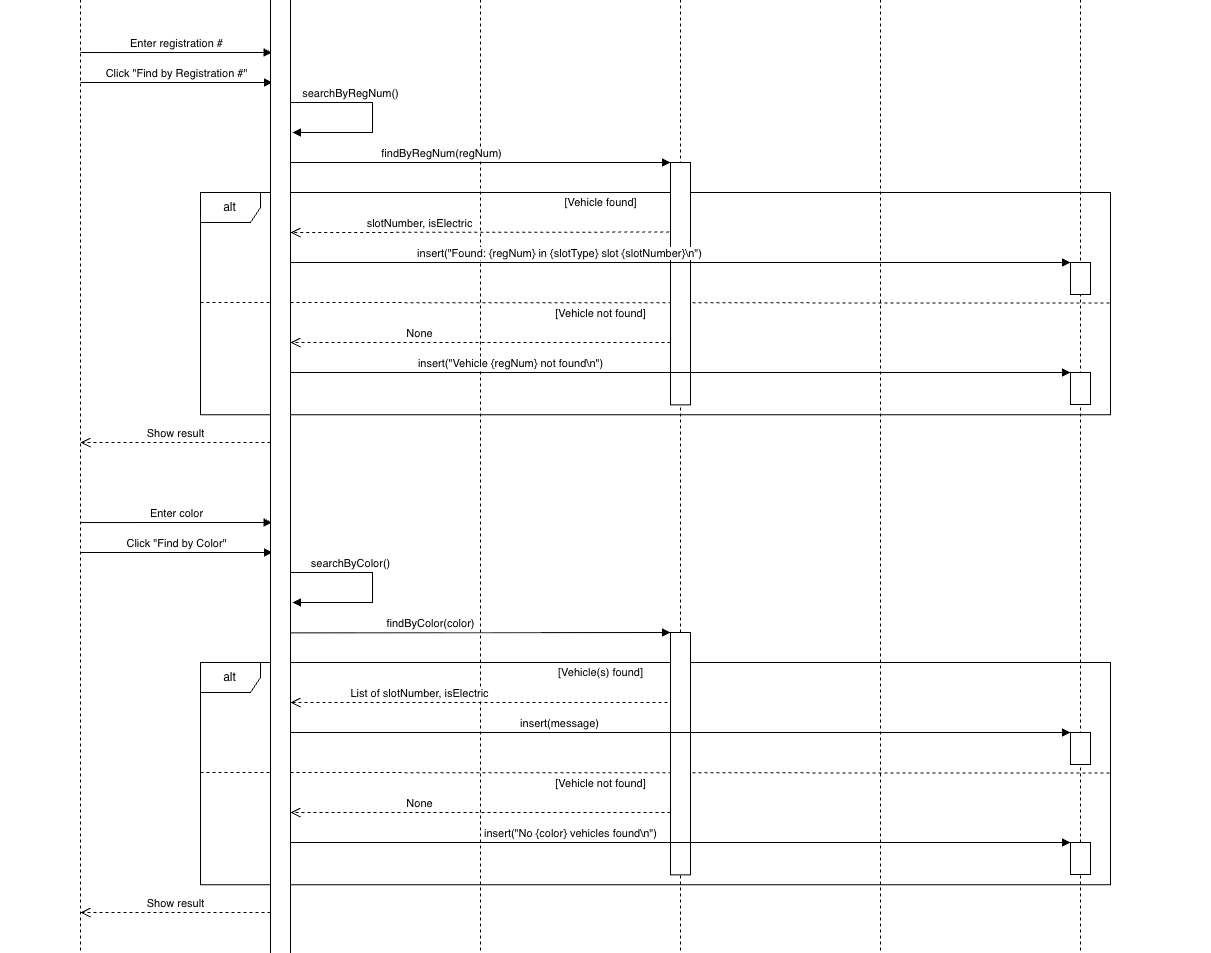 Enter registration #
Click "Find by Registration #"
searchByRegNum()
findByRegNum(regNum)
alt
[Vehicle found]
slotNumber, isElectric
insert("Found: {regNum} in {slotType} slot {slotNumber}\n")
[Vehicle not found]
None
insert("Vehicle {regNum} not found\n")
Show result
Enter color
Click "Find by Color"
searchByColor()
findByColor(color)
alt
[Vehicle(s) found]
List of slotNumber, isElectric
insert(message)
[Vehicle not found]
None
insert("No {color} vehicles found\n")
Show result